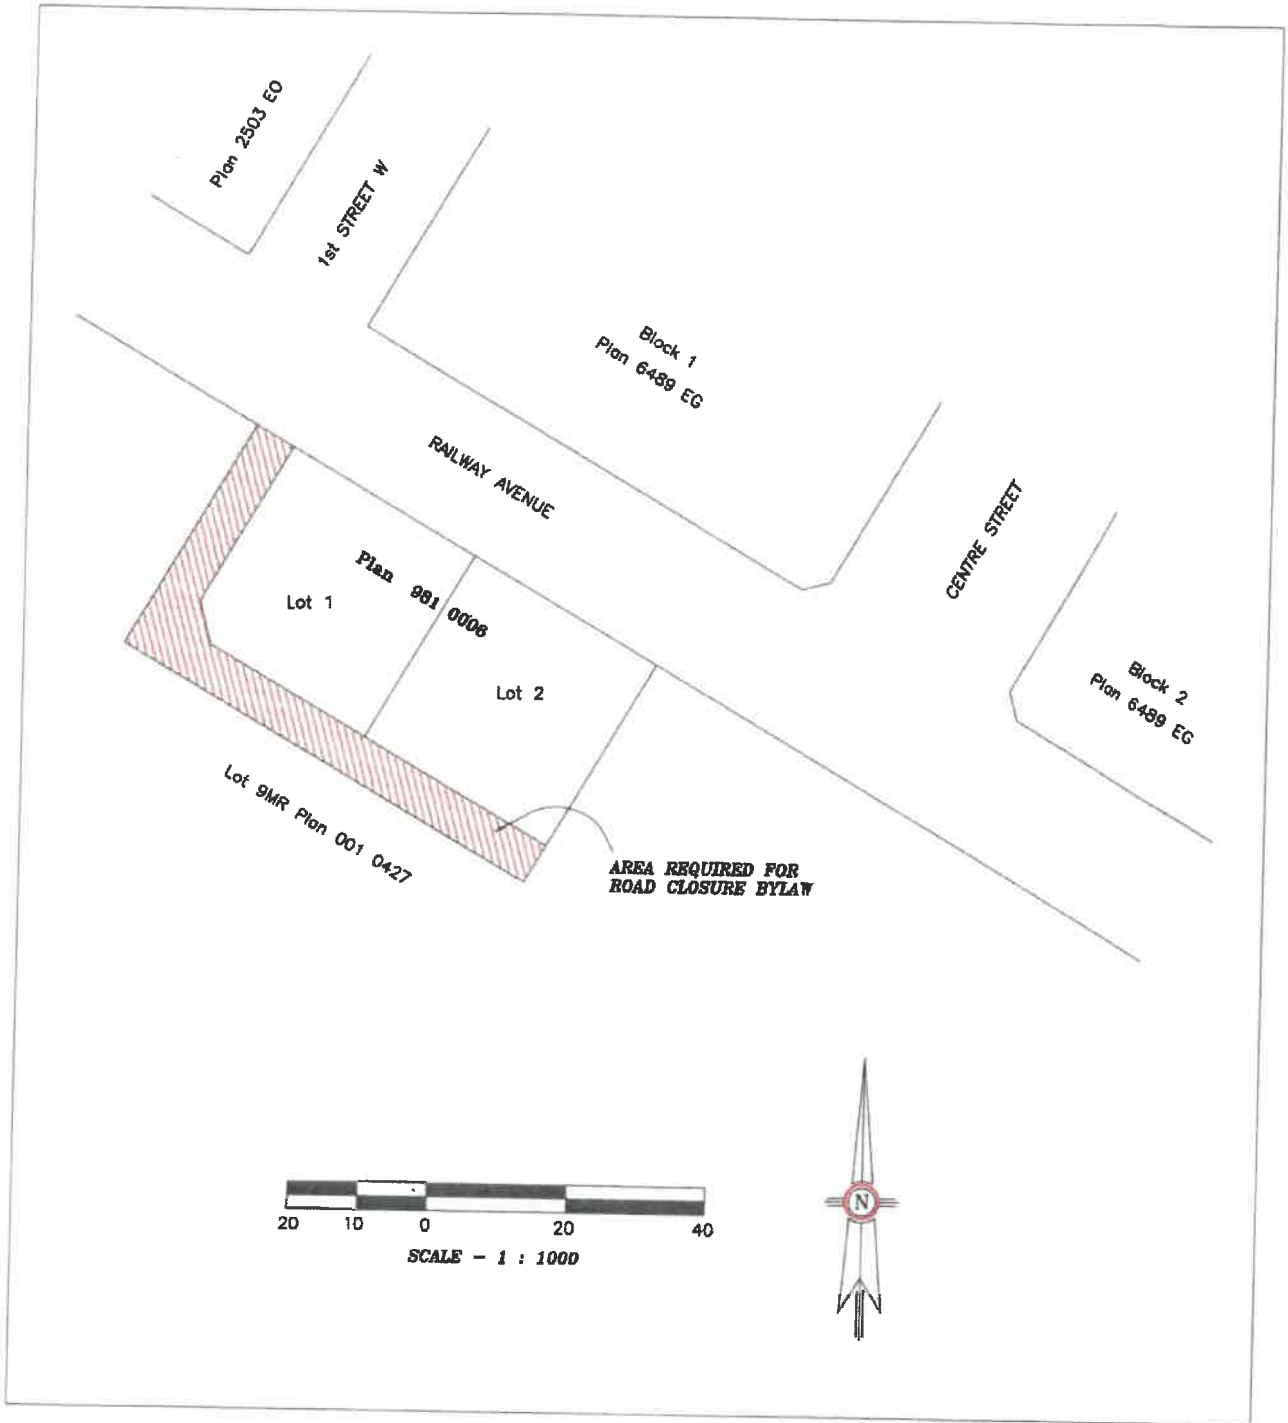 Plan 2503 EO
1st STREET W
Block 1
Plan 6489 EG
RAILWAY AVENUE
CENTRE STREET
Plan 981 0006
Lot 1
Lot 2
Block 2
Plan 6489 EG
Lot 9MR Plan 001 0427
AREA REQUIRED FOR
ROAD CLOSURE BYLAW
N
20 10 0 20 40
SCALE - 1 : 1000